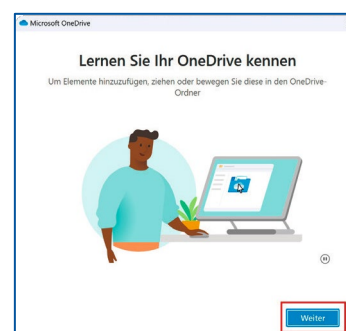 Microsoft OneDrive
Lernen Sie Ihr OneDrive kennen
Um Elemente hinzuzufügen, ziehen oder bewegen Sie diese in den OneDrive-
Ordner
Weiter